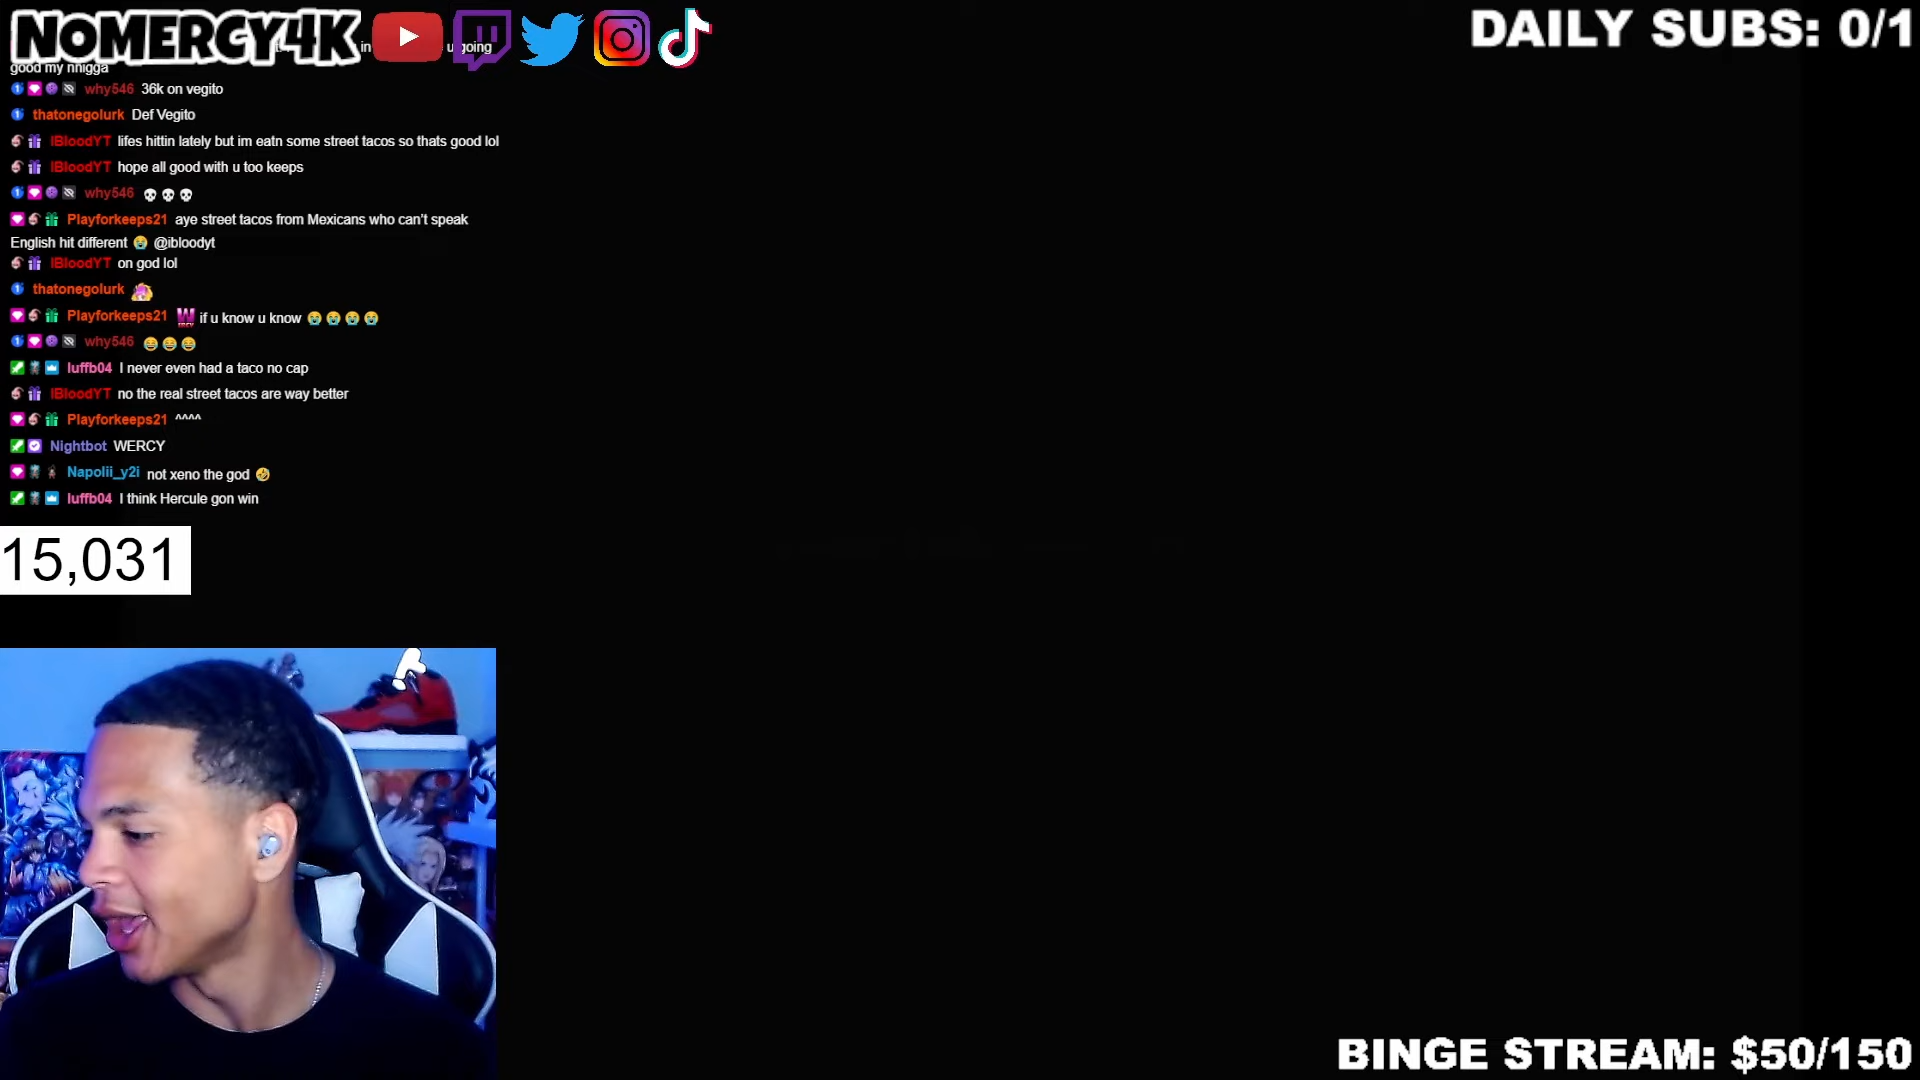 NOMERCY4K
DAILY SUBS: 0/1
in u going
good my nhigga
why546 36k on vegito
thatonegolurk Def Vegito
IBloodYT lifes hittin lately but im eatn some street tacos so thats good lol
IBloodYT hope all good with u too keeps
why546 💀💀💀
Playforkeeps21 aye street tacos from Mexicans who can't speak
English hit different 😭 @ibloodyt
IBloodYT on god lol
thatonegolurk
Playforkeeps21 W if u know u know 😭😭😭😭
why546 😂😂😂
luffb04 I never even had a taco no cap
IBloodYT no the real street tacos are way better
Playforkeeps21 ^^^^
Nightbot WERCY
Napolii_y2i not xeno the god 🤣
luffb04 I think Hercule gon win
15,031
BINGE STREAM: $50/150